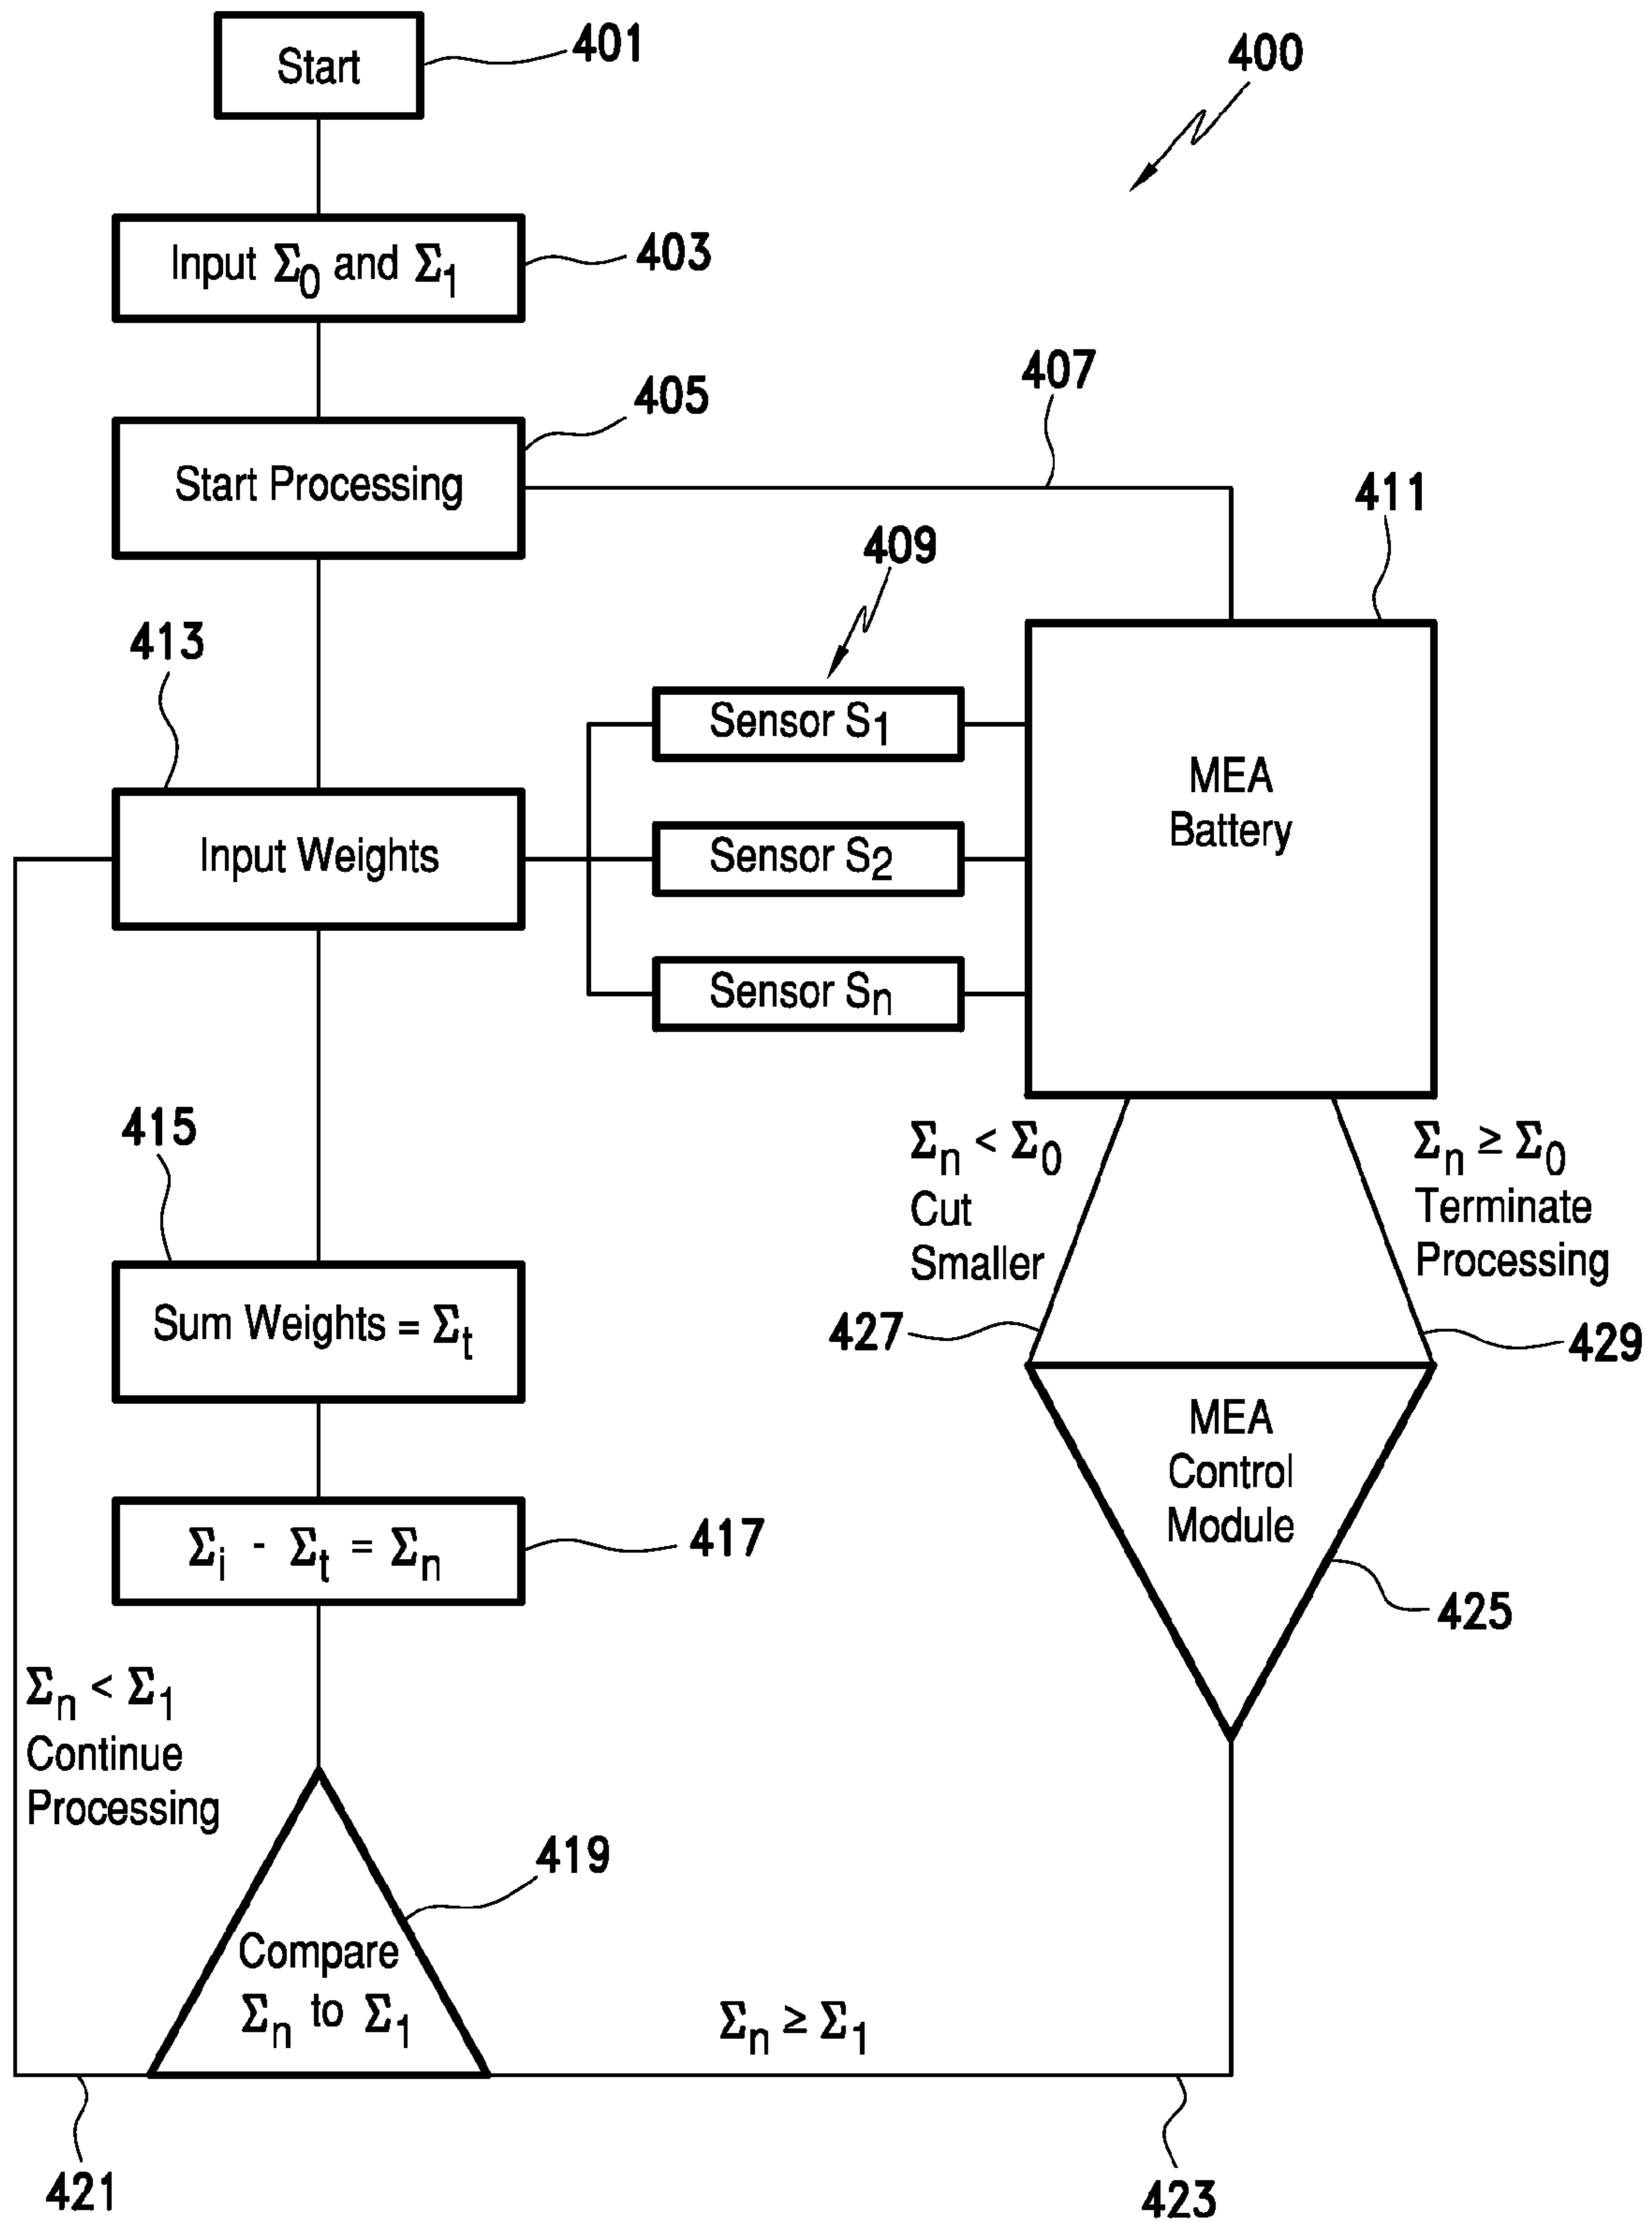 Start
401
400
Input Σ0 and Σ1
403
405
Start Processing
407
411
409
413
Sensor S1
MEA
Battery
Input Weights
Sensor S2
Sensor Sn
415
Σn < Σ0
Cut
Smaller
Σn ≥ Σ0
Terminate
Processing
Sum Weights = Σt
427
429
MEA
Control
Module
Σi - Σt = Σn
417
425
Σn < Σ1
Continue
Processing
419
Compare
Σn to Σ1
Σn ≥ Σ1
421
423